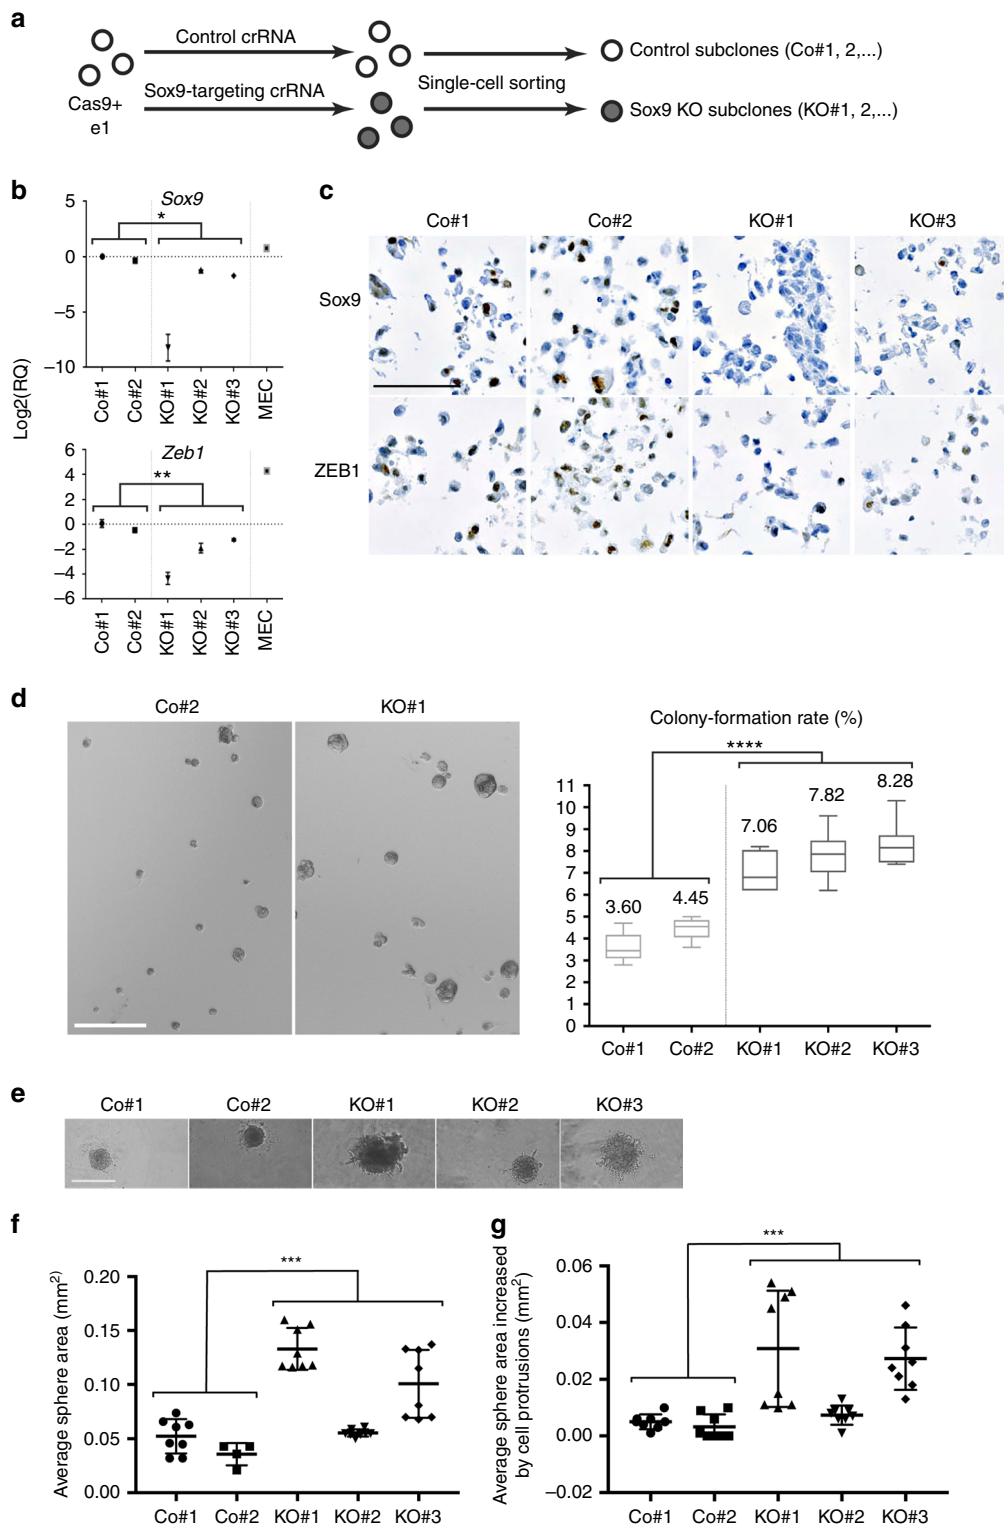 a
Control crRNA
Control subclones (Co#1, 2,...)
Sox9-targeting crRNA
Single-cell sorting
Cas9+
e1
Sox9 KO subclones (KO#1, 2,...)
b
Sox9
*
Log2(RQ)
5
0
−5
−10
Co#1
Co#2
KO#1
KO#2
KO#3
MEC
Zeb1
**
6
4
2
0
−2
−4
−6
Co#1
Co#2
KO#1
KO#2
KO#3
MEC
c
Co#1
Co#2
KO#1
KO#3
Sox9
ZEB1
d
Co#2
KO#1
Colony-formation rate (%)
****
11
10
9
8
7
6
5
4
3
2
1
0
3.60
4.45
7.06
7.82
8.28
Co#1
Co#2
KO#1
KO#2
KO#3
e
Co#1
Co#2
KO#1
KO#2
KO#3
f
Average sphere area (mm²)
***
0.20
0.15
0.10
0.05
0.00
Co#1
Co#2
KO#1
KO#2
KO#3
g
Average sphere area increased
by cell protrusions (mm²)
***
0.06
0.04
0.02
0.00
−0.02
Co#1
Co#2
KO#1
KO#2
KO#3